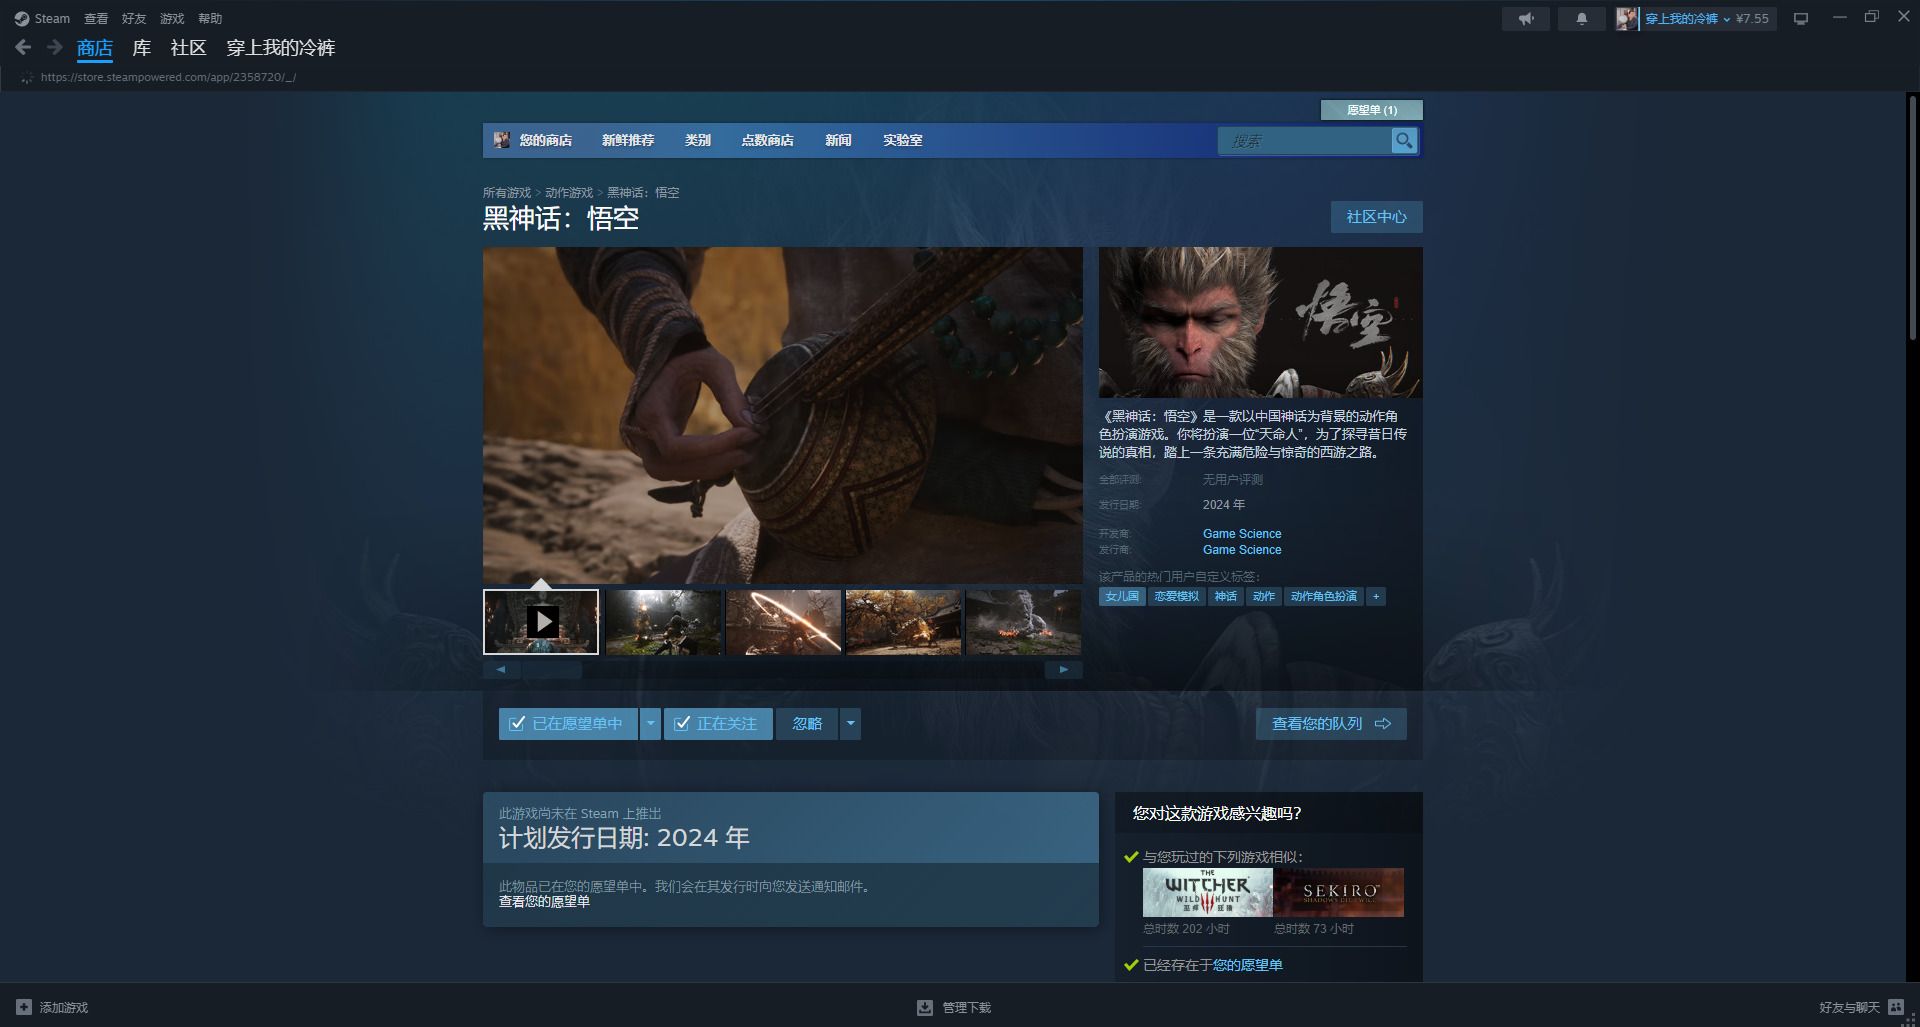 Steam 查看 好友 游戏 帮助
穿上我的冷裤 ¥7.55
商店 库 社区 穿上我的冷裤
https://store.steampowered.com/app/2358720/_/
愿望单 (1)
您的商店 新鲜推荐 类别 点数商店 新闻 实验室
搜索
所有游戏 > 动作游戏 > 黑神话：悟空
黑神话：悟空
社区中心
悟空
《黑神话：悟空》是一款以中国神话为背景的动作角
色扮演游戏。你将扮演一位“天命人”，为了探寻昔日传
说的真相，踏上一条充满危险与惊奇的西游之路。
全部评测: 无用户评测
发行日期: 2024 年
开发商: Game Science
发行商: Game Science
该产品的热门用户自定义标签：
女儿国 恋爱模拟 神话 动作 动作角色扮演 +
已在愿望单中 正在关注 忽略 查看您的队列
此游戏尚未在 Steam 上推出
计划发行日期: 2024 年
此物品已在您的愿望单中。我们会在其发行时向您发送通知邮件。
查看您的愿望单
您对这款游戏感兴趣吗？
与您玩过的下列游戏相似：
THE
WITCHER
WILD HUNT
巫师 狂猎
SEKIRO
SHADOWS DIE TWICE
总时数 202 小时 总时数 73 小时
已经存在于您的愿望单
添加游戏 管理下载 好友与聊天